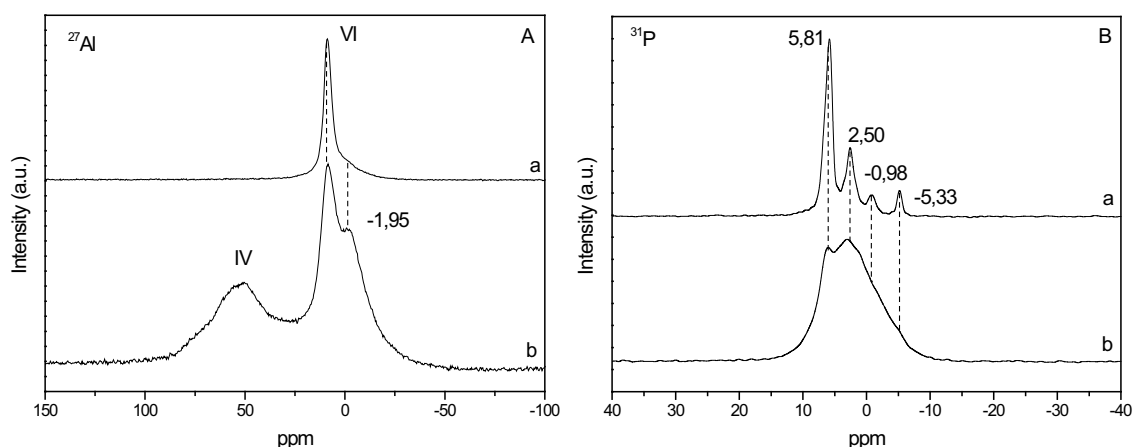 ²⁷Al
A
VI
a
-1,95
IV
b
Intensity (a.u.)
150 100 50 0 -50 -100
ppm
³¹P
B
5,81
2,50
-0,98
-5,33
a
b
Intensity (a.u.)
40 30 20 10 0 -10 -20 -30 -40
ppm